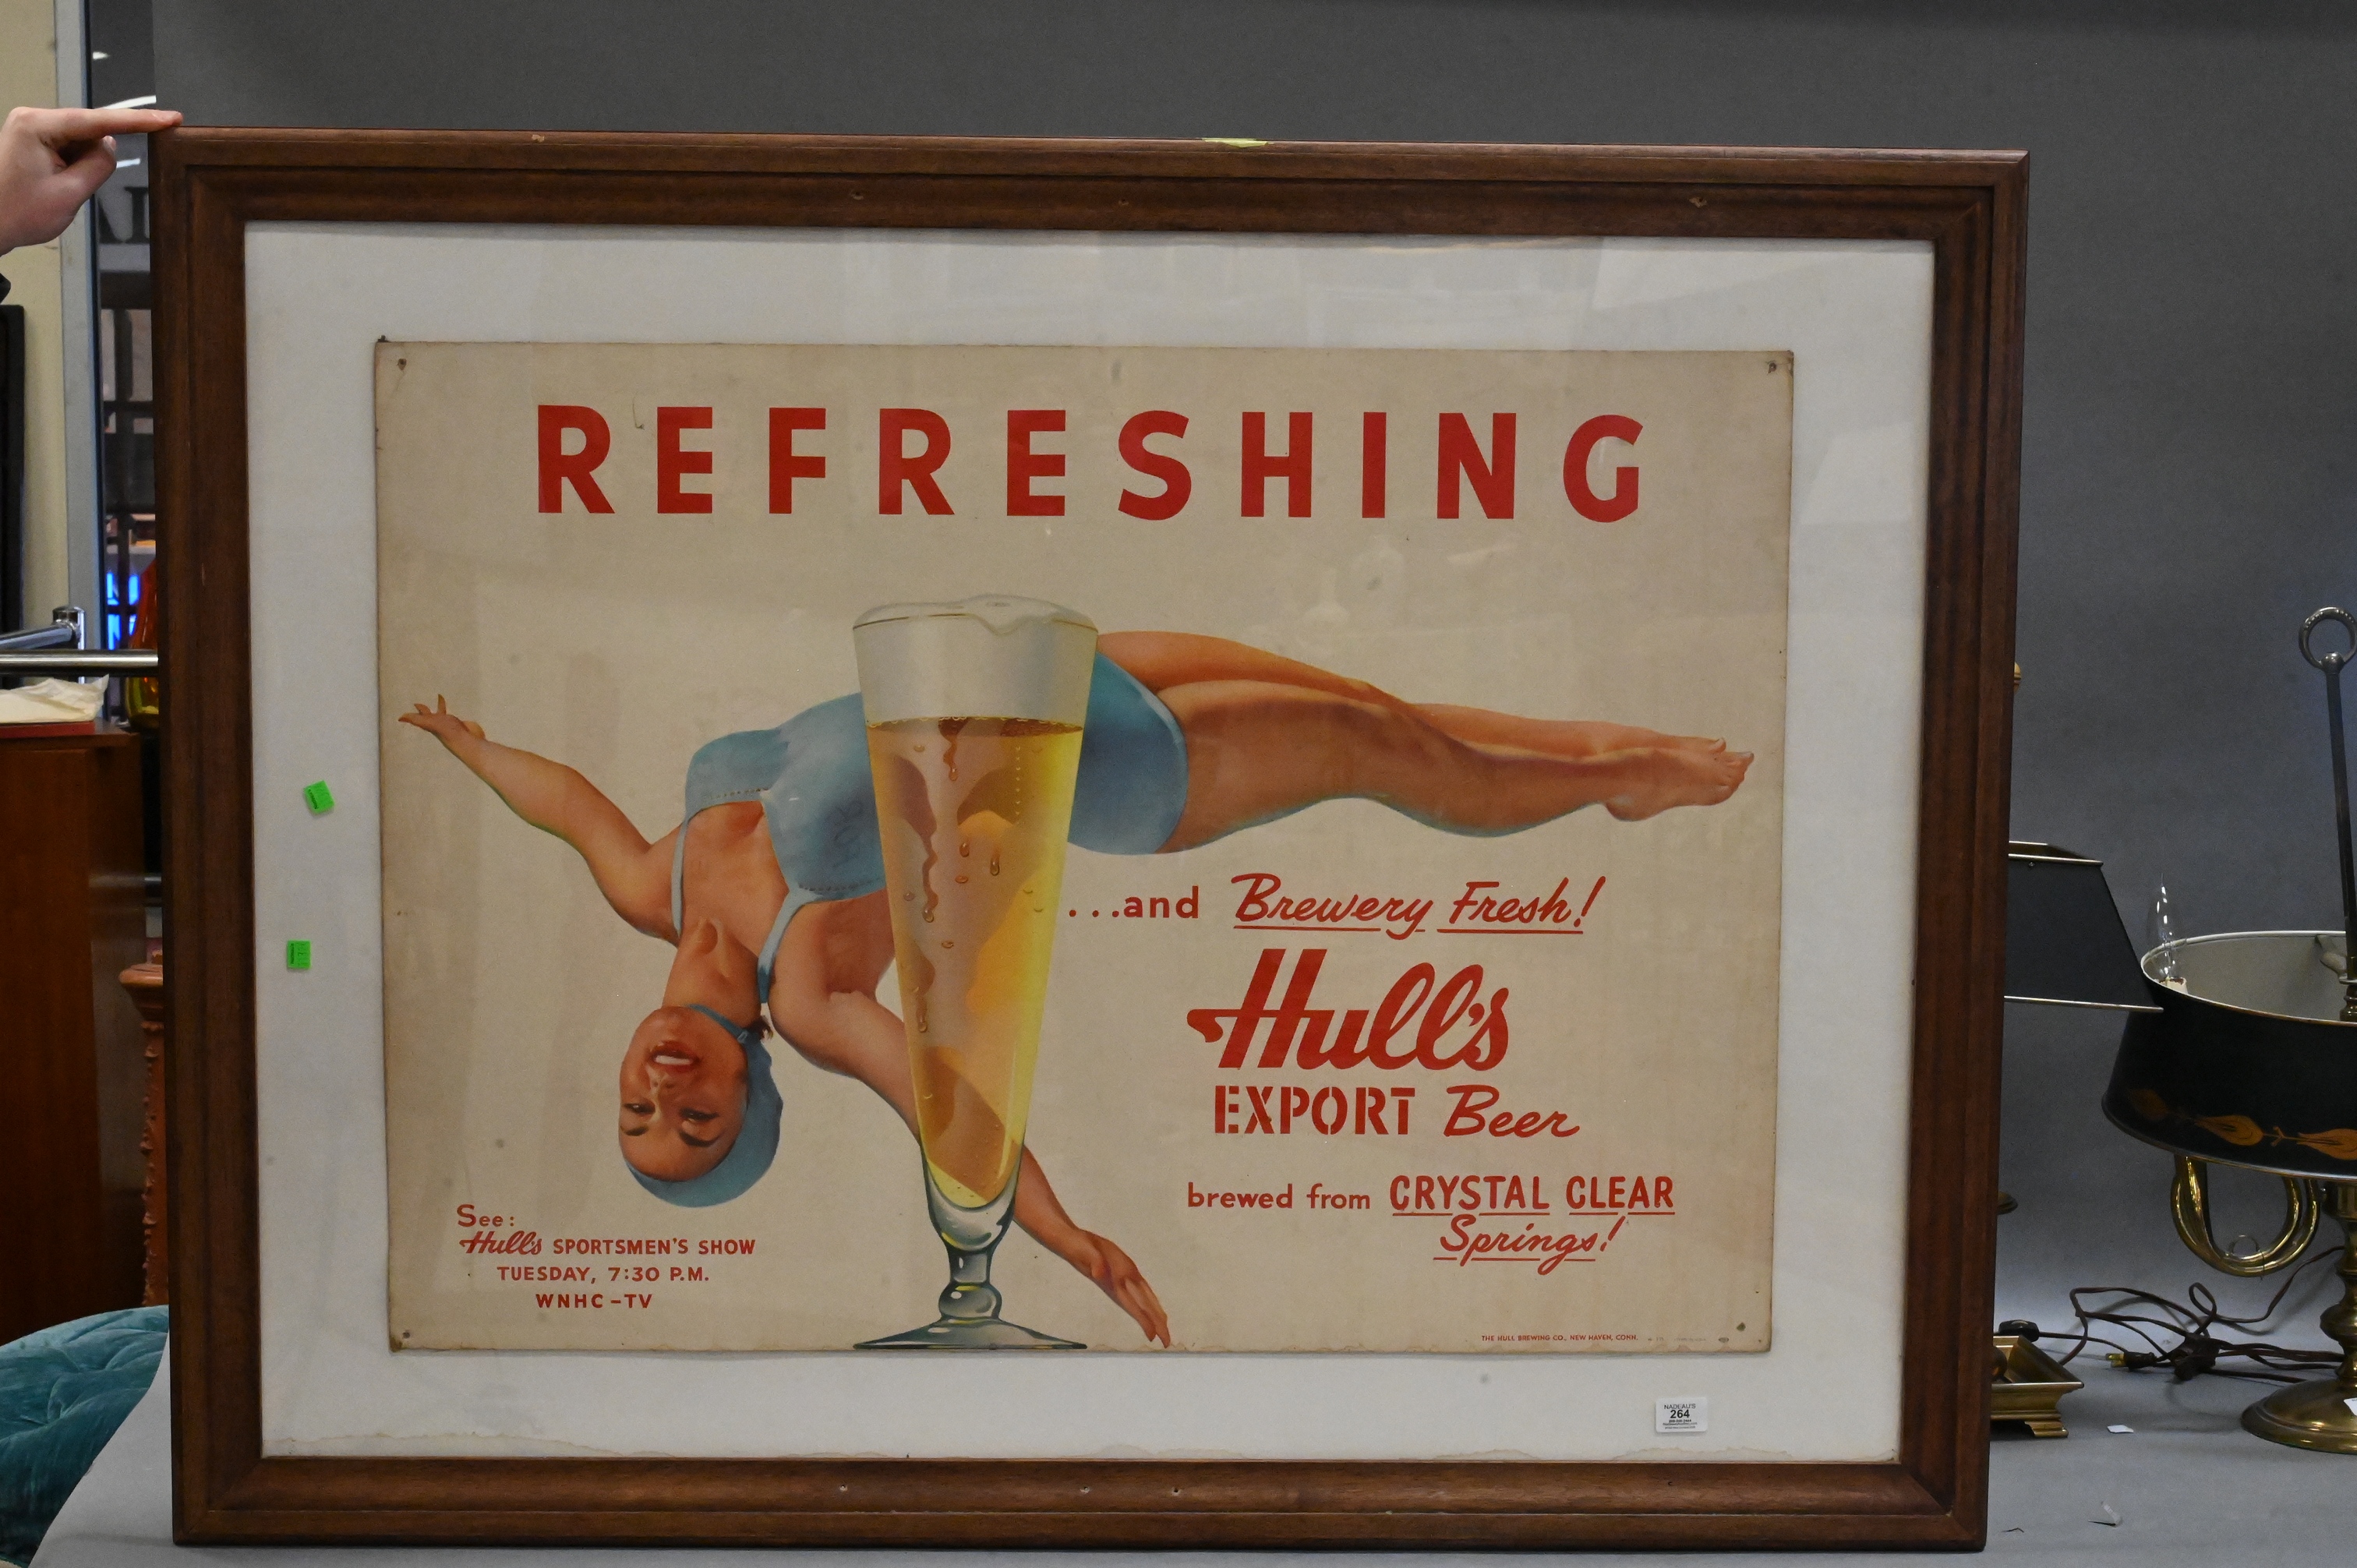 REFRESHING
...and Brewery Fresh!
Hull's
EXPORT Beer
brewed from CRYSTAL CLEAR
Springs!
See:
Hull's SPORTSMEN'S SHOW
TUESDAY, 7:30 P.M.
WNHC-TV
THE HULL BREWING CO., NEW HAVEN, CONN.
NADEAU'S
264